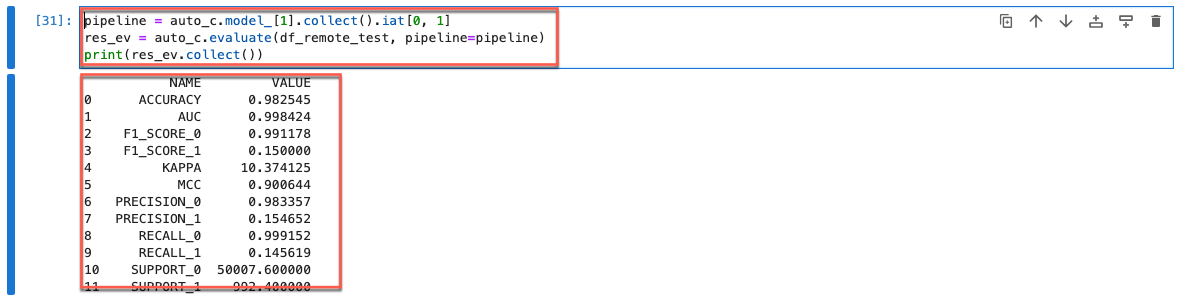 [31]: pipeline = auto_c.model_[1].collect().iat[0, 1]
res_ev = auto_c.evaluate(df_remote_test, pipeline=pipeline)
print(res_ev.collect())
NAME VALUE
0 ACCURACY 0.982545
1 AUC 0.998424
2 F1_SCORE_0 0.991178
3 F1_SCORE_1 0.150000
4 KAPPA 10.374125
5 MCC 0.900644
6 PRECISION_0 0.983357
7 PRECISION_1 0.154652
8 RECALL_0 0.999152
9 RECALL_1 0.145619
10 SUPPORT_0 50007.600000
11 SUPPORT_1 992.400000